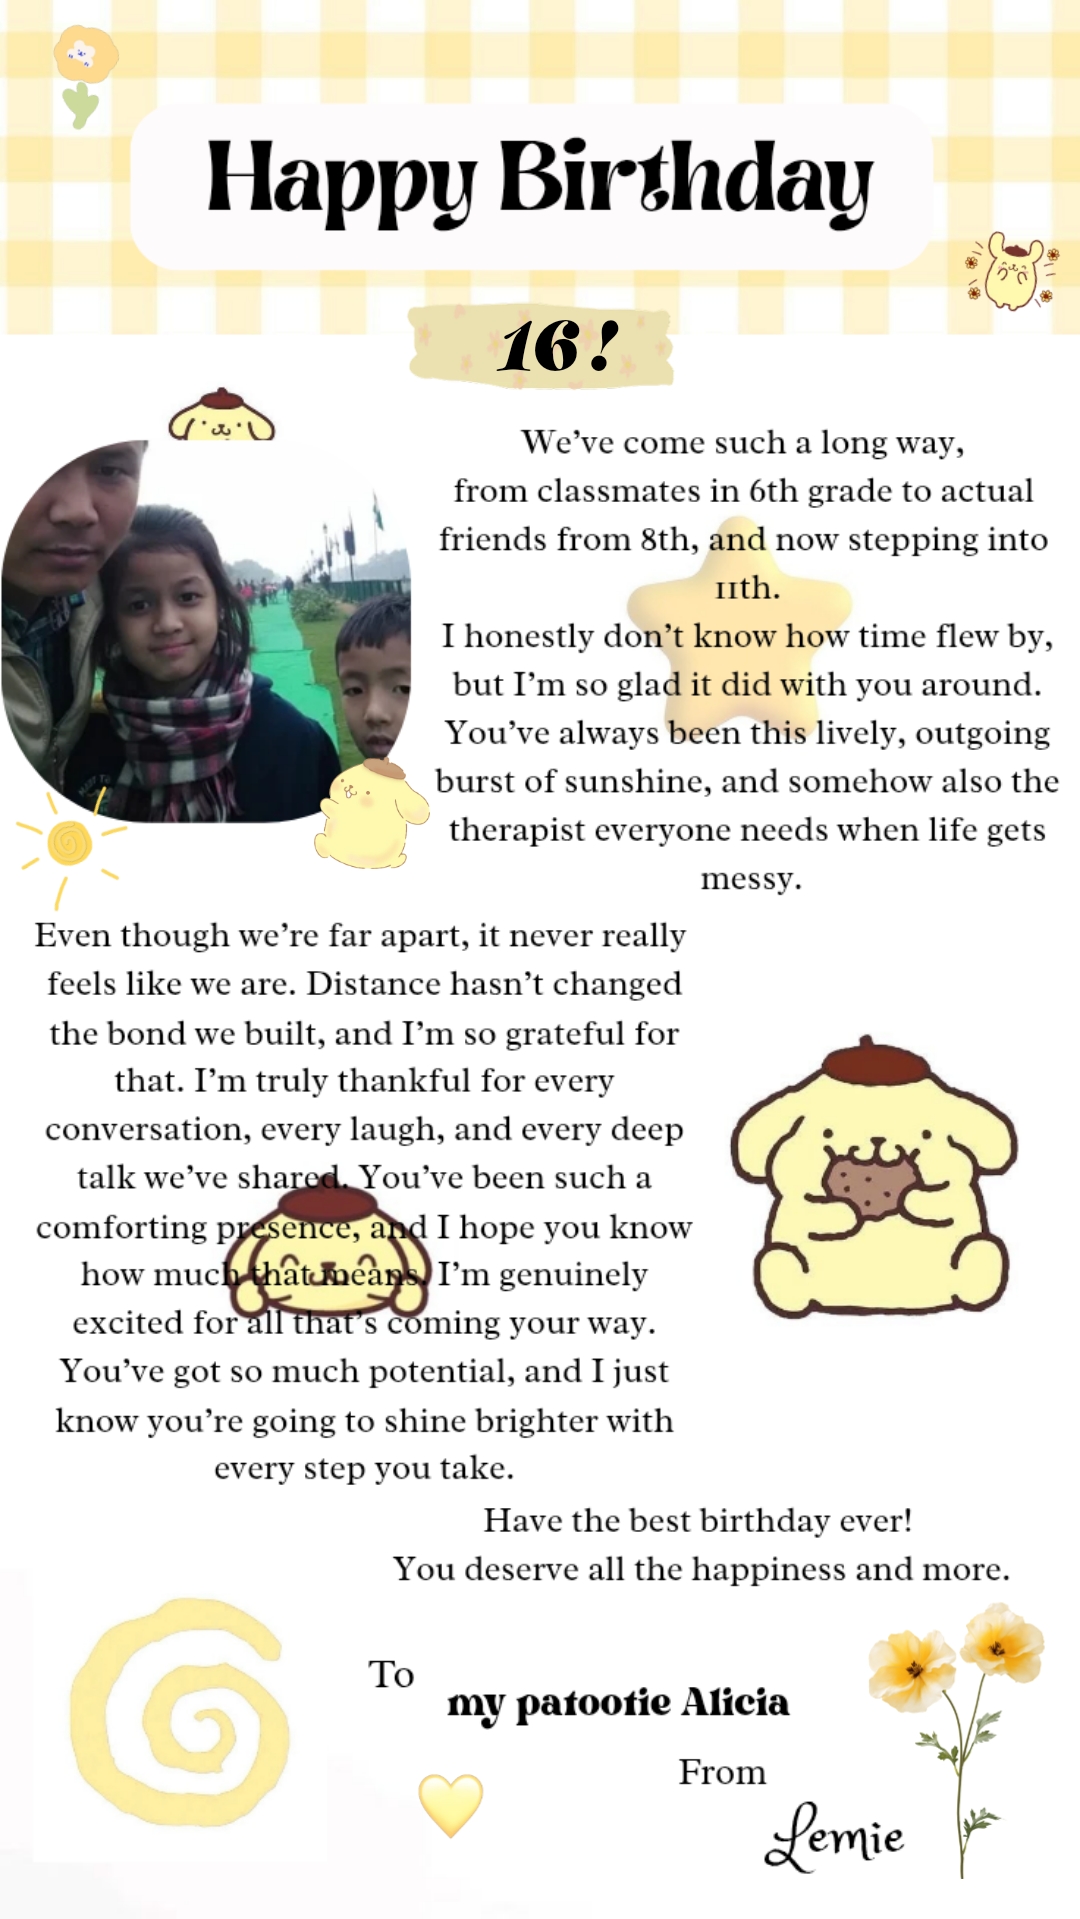 Happy Birthday
16!
We’ve come such a long way,
from classmates in 6th grade to actual
friends from 8th, and now stepping into
11th.
I honestly don’t know how time flew by,
but I’m so glad it did with you around.
You’ve always been this lively, outgoing
burst of sunshine, and somehow also the
therapist everyone needs when life gets
messy.
Even though we’re far apart, it never really
feels like we are. Distance hasn’t changed
the bond we built, and I’m so grateful for
that. I’m truly thankful for every
conversation, every laugh, and every deep
talk we’ve shared. You’ve been such a
comforting presence, and I hope you know
how much that means. I’m genuinely
excited for all that’s coming your way.
You’ve got so much potential, and I just
know you’re going to shine brighter with
every step you take.
Have the best birthday ever!
You deserve all the happiness and more.
To
my patootie Alicia
From
Lemie